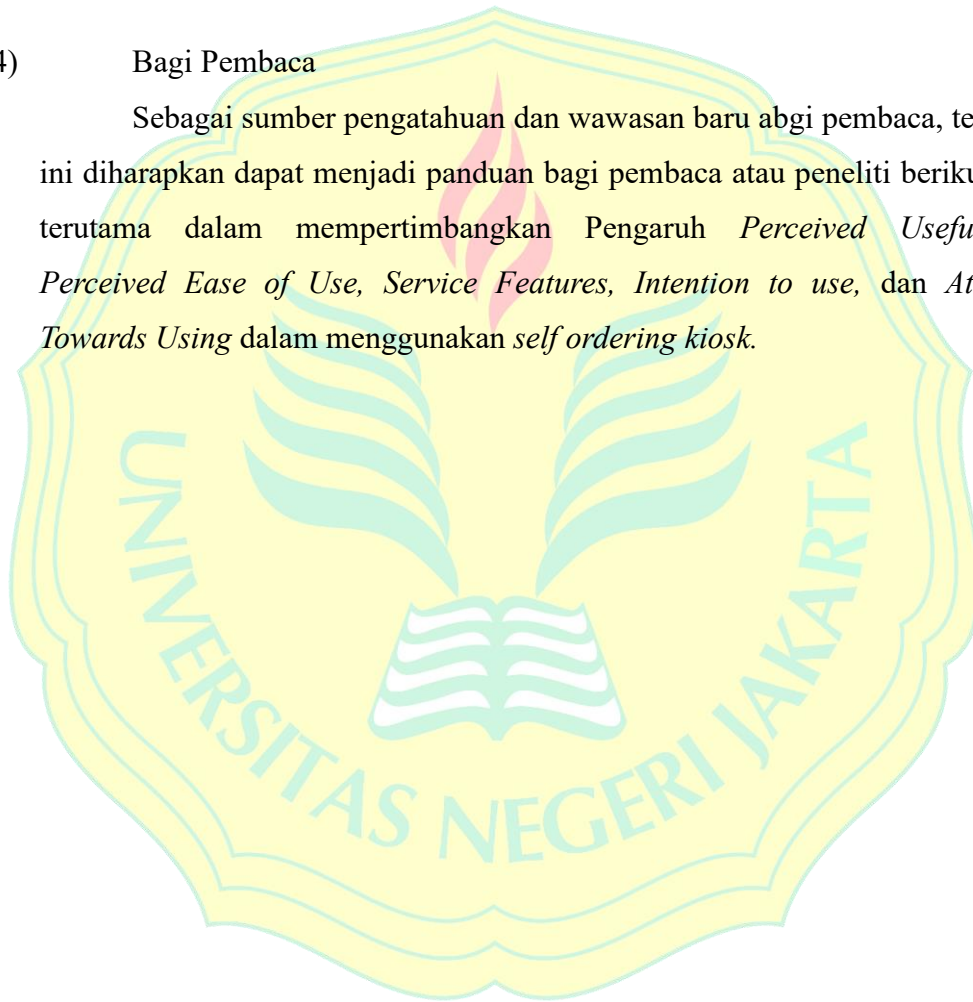 4) Bagi Pembaca
Sebagai sumber pengatahuan dan wawasan baru abgi pembaca, te
ini diharapkan dapat menjadi panduan bagi pembaca atau peneliti beriku
terutama dalam mempertimbangkan Pengaruh Perceived Usefu
Perceived Ease of Use, Service Features, Intention to use, dan At
Towards Using dalam menggunakan self ordering kiosk.
UNIVERSITAS NEGERI JAKARTA